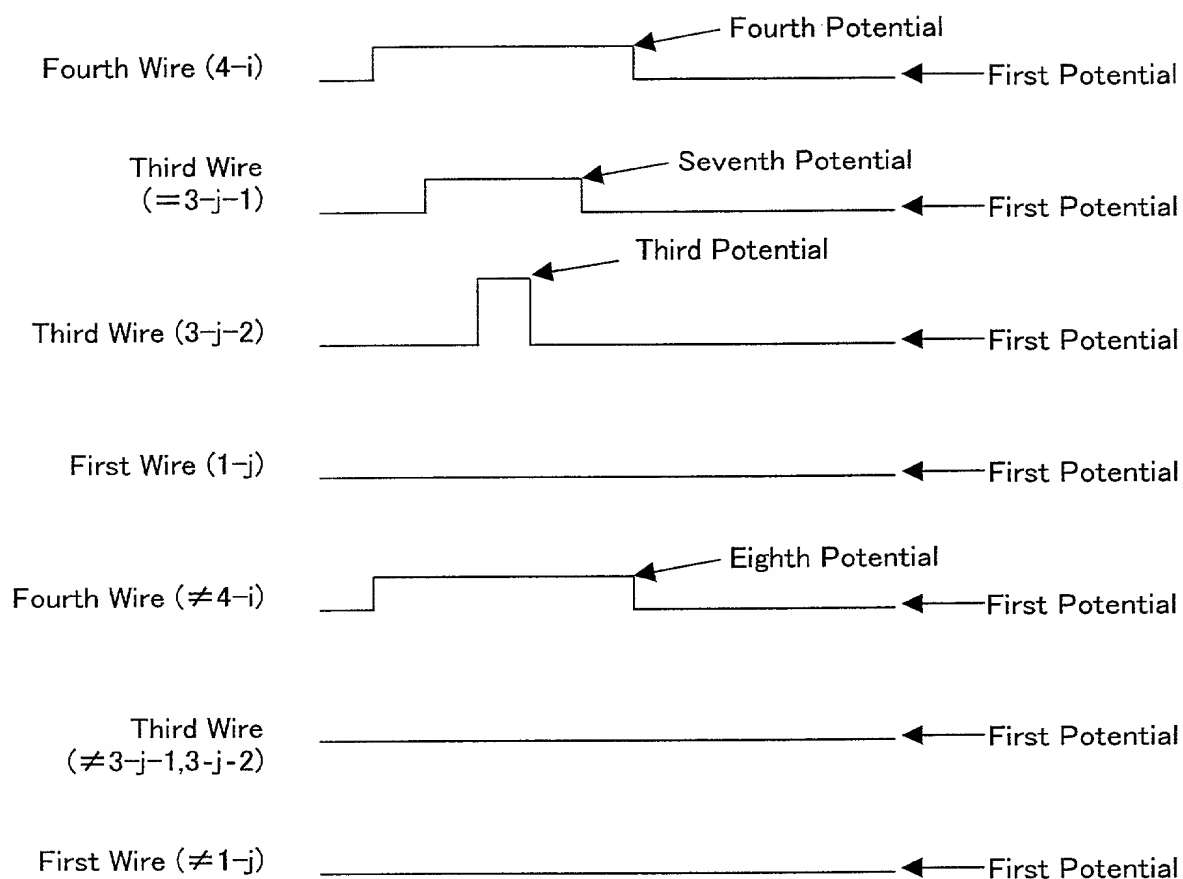 Fourth Potential
Fourth Wire (4-i)
First Potential
Third Wire
(=3-j-1)
Seventh Potential
First Potential
Third Potential
Third Wire (3-j-2)
First Potential
First Wire (1-j)
First Potential
Eighth Potential
Fourth Wire (≠4-i)
First Potential
Third Wire
(≠3-j-1,3-j-2)
First Potential
First Wire (≠1-j)
First Potential